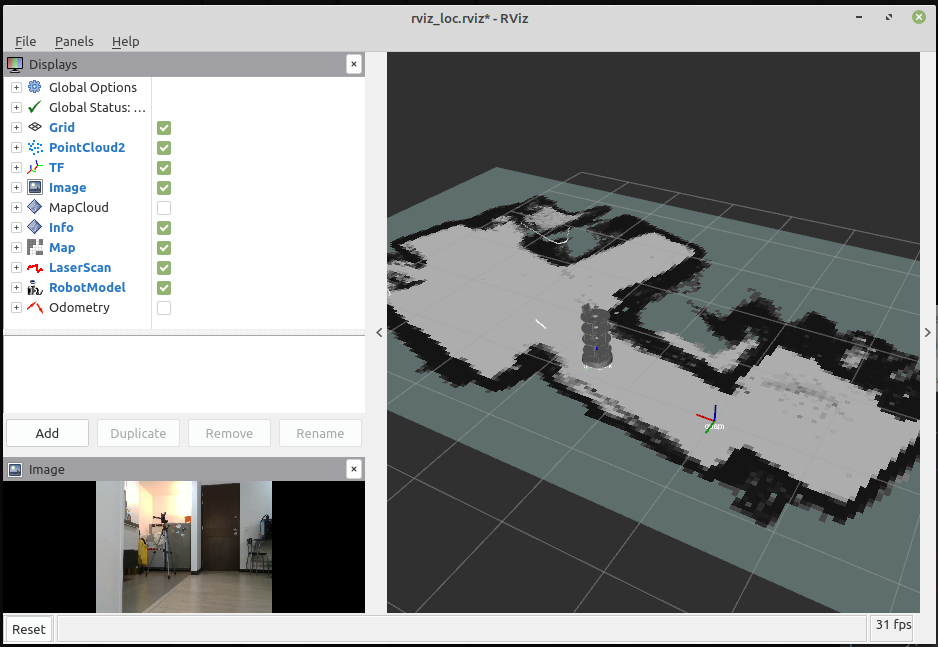 rviz_loc.rviz* - RViz
File Panels Help
Displays
Global Options
Global Status: ...
Grid
PointCloud2
TF
Image
MapCloud
Info
Map
LaserScan
RobotModel
Odometry
Add Duplicate Remove Rename
Image
Reset
31 fps